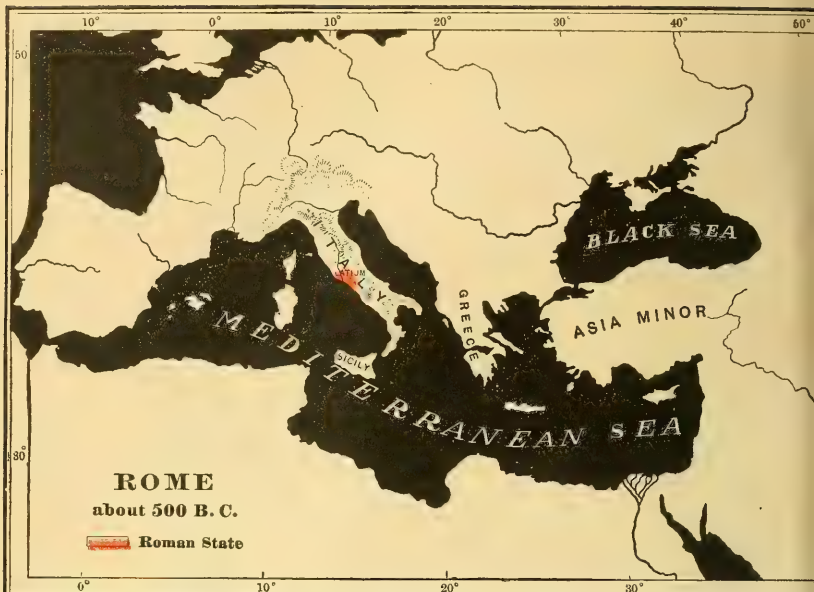 10° 0° 10° 20° 30° 40° 60°
50
BLACK SEA
ITALY
LATIUM
GREECE
ASIA MINOR
SICILY
MEDITERRANEAN SEA
30°
ROME
about 500 B. C.
Roman State
0° 10° 20° 30°